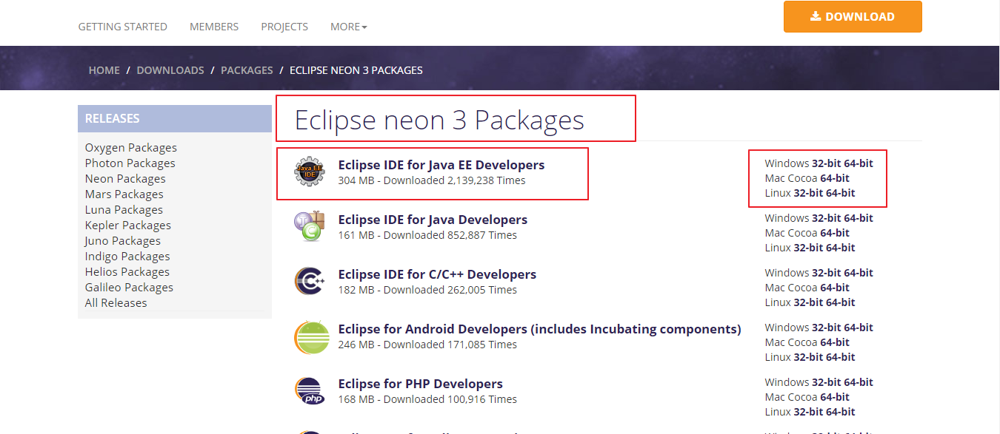 GETTING STARTED MEMBERS PROJECTS MORE
DOWNLOAD
HOME / DOWNLOADS / PACKAGES / ECLIPSE NEON 3 PACKAGES
RELEASES
Oxygen Packages
Photon Packages
Neon Packages
Mars Packages
Luna Packages
Kepler Packages
Juno Packages
Indigo Packages
Helios Packages
Galileo Packages
All Releases
Eclipse neon 3 Packages
Java EE
IDE
Eclipse IDE for Java EE Developers
304 MB - Downloaded 2,139,238 Times
Windows 32-bit 64-bit
Mac Cocoa 64-bit
Linux 32-bit 64-bit
J
C
Eclipse IDE for Java Developers
161 MB - Downloaded 852,887 Times
Windows 32-bit 64-bit
Mac Cocoa 64-bit
Linux 32-bit 64-bit
C++
Eclipse IDE for C/C++ Developers
182 MB - Downloaded 262,005 Times
Windows 32-bit 64-bit
Mac Cocoa 64-bit
Linux 32-bit 64-bit
Eclipse for Android Developers (includes Incubating components)
246 MB - Downloaded 171,085 Times
Windows 32-bit 64-bit
Mac Cocoa 64-bit
Linux 32-bit 64-bit
php
Eclipse for PHP Developers
168 MB - Downloaded 100,916 Times
Windows 32-bit 64-bit
Mac Cocoa 64-bit
Linux 32-bit 64-bit